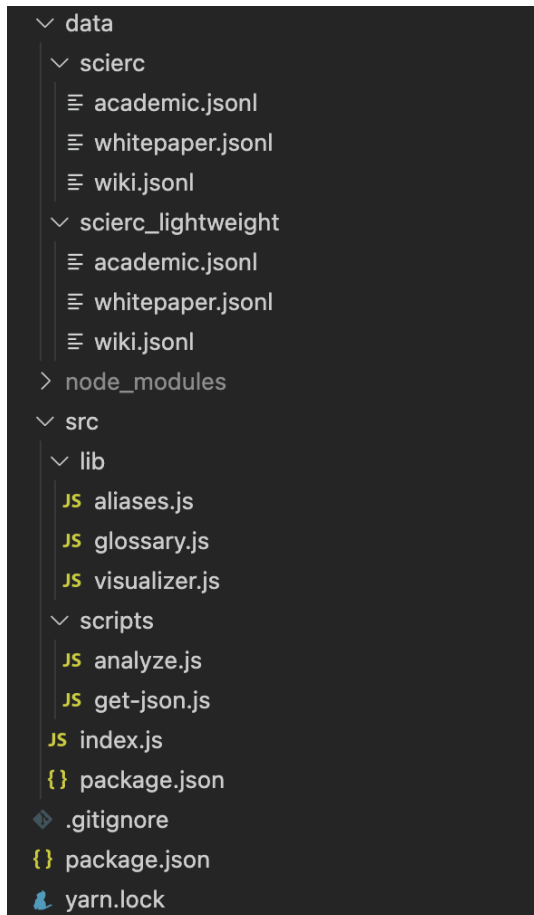 data
scierc
academic.jsonl
whitepaper.jsonl
wiki.jsonl
scierc_lightweight
academic.jsonl
whitepaper.jsonl
wiki.jsonl
node_modules
src
lib
JS aliases.js
JS glossary.js
JS visualizer.js
scripts
JS analyze.js
JS get-json.js
JS index.js
{} package.json
.gitignore
{} package.json
yarn.lock